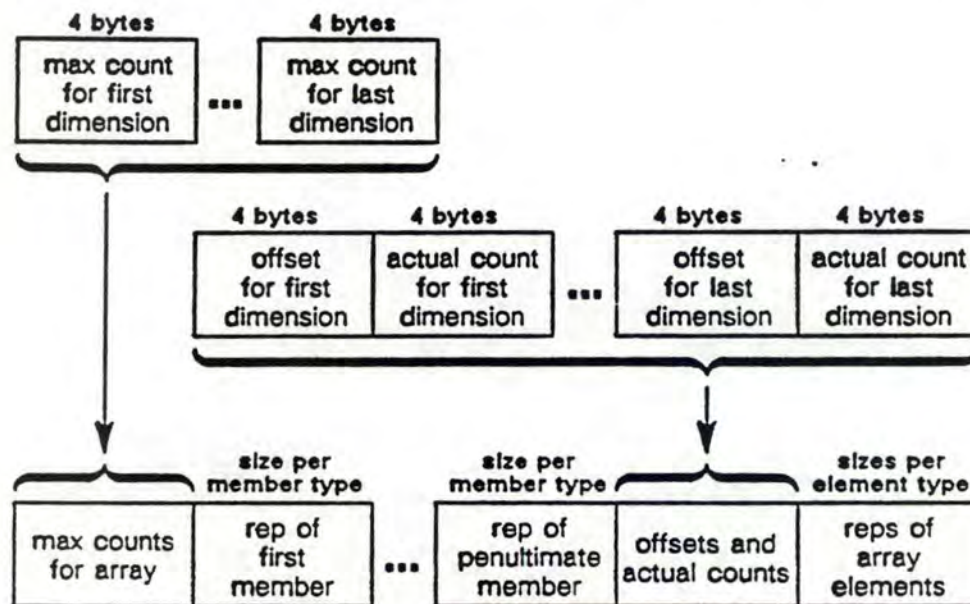 4 bytes 4 bytes
max count for first dimension ... max count for last dimension
4 bytes 4 bytes 4 bytes 4 bytes
offset for first dimension actual count for first dimension ... offset for last dimension actual count for last dimension
size per member type size per member type sizes per element type
max counts for array rep of first member ... rep of penultimate member offsets and actual counts reps of array elements